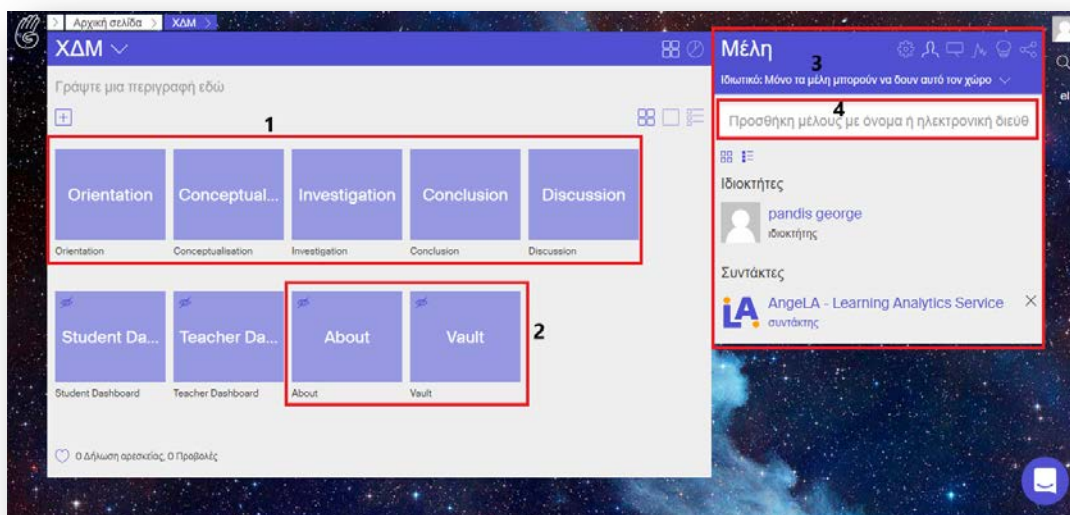 > Αρχική σελίδα > ΧΔΜ >
ΧΔΜ
Γράψτε μια περιγραφή εδώ
1
Orientation Conceptual... Investigation Conclusion Discussion
Orientation Conceptualisation Investigation Conclusion Discussion
Student Da... Teacher Da... About Vault
2
Student Dashboard Teacher Dashboard About Vault
0 Δήλωση αρεσκείας, 0 Προβολές
Μέλη
3
Ιδιωτικό: Μόνο τα μέλη μπορούν να δουν αυτό τον χώρο
4
Προσθήκη μέλους με όνομα ή ηλεκτρονική διεύθ
Ιδιοκτήτες
pandis george
ιδιοκτήτης
Συντάκτες
LA
AngeLA - Learning Analytics Service
συντάκτης
el